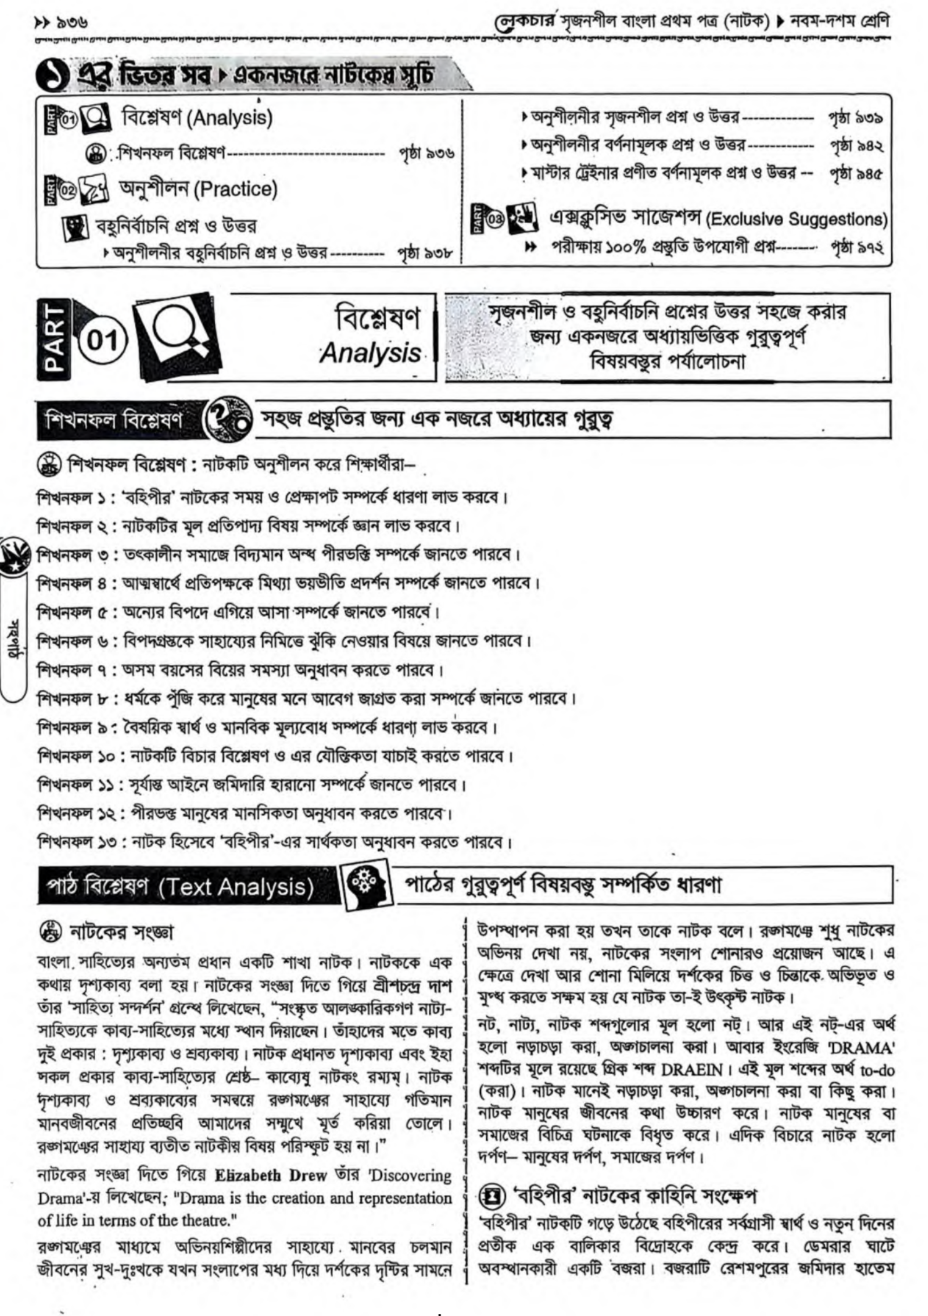 >> ৯৩৬
লেকচার সৃজনশীল বাংলা প্রথম পত্র (নাটক) ▶ নবম-দশম শ্রেণি
১ এর ভিতর সব ▸ একনজরে নাটকের সূচি
PART 01 বিশ্লেষণ (Analysis)
শিখনফল বিশ্লেষণ---------------------------- পৃষ্ঠা ৯৩৬
PART 02 অনুশীলন (Practice)
বহুনির্বাচনি প্রশ্ন ও উত্তর
▸ অনুশীলনীর বহুনির্বাচনি প্রশ্ন ও উত্তর ---------- পৃষ্ঠা ৯৩৮
▸ অনুশীলনীর সৃজনশীল প্রশ্ন ও উত্তর ------------- পৃষ্ঠা ৯৩৯
▸ অনুশীলনীর বর্ণনামূলক প্রশ্ন ও উত্তর ------------ পৃষ্ঠা ৯৪২
▸ মাস্টার ট্রেইনার প্রণীত বর্ণনামূলক প্রশ্ন ও উত্তর -- পৃষ্ঠা ৯৪৫
PART 03 এক্সক্লুসিভ সাজেশন্স (Exclusive Suggestions)
▸▸ পরীক্ষায় ১০০% প্রস্তুতি উপযোগী প্রশ্ন------- পৃষ্ঠা ৯৭২
PART 01
বিশ্লেষণ
Analysis
সৃজনশীল ও বহুনির্বাচনি প্রশ্নের উত্তর সহজে করার
জন্য একনজরে অধ্যায়ভিত্তিক গুরুত্বপূর্ণ
বিষয়বস্তুর পর্যালোচনা
শিখনফল বিশ্লেষণ সহজ প্রস্তুতির জন্য এক নজরে অধ্যায়ের গুরুত্ব
শিখনফল বিশ্লেষণ : নাটকটি অনুশীলন করে শিক্ষার্থীরা–
শিখনফল ১ : ‘বহিপীর’ নাটকের সময় ও প্রেক্ষাপট সম্পর্কে ধারণা লাভ করবে।
শিখনফল ২ : নাটকটির মূল প্রতিপাদ্য বিষয় সম্পর্কে জ্ঞান লাভ করবে।
শিখনফল ৩ : তৎকালীন সমাজে বিদ্যমান অন্ধ পীরভক্তি সম্পর্কে জানতে পারবে।
শিখনফল ৪ : আত্মস্বার্থে প্রতিপক্ষকে মিথ্যা ভয়ভীতি প্রদর্শন সম্পর্কে জানতে পারবে।
শিখনফল ৫ : অন্যের বিপদে এগিয়ে আসা সম্পর্কে জানতে পারবে।
শিখনফল ৬ : বিপদগ্রস্তকে সাহায্যের নিমিত্তে ঝুঁকি নেওয়ার বিষয়ে জানতে পারবে।
শিখনফল ৭ : অসম বয়সের বিয়ের সমস্যা অনুধাবন করতে পারবে।
শিখনফল ৮ : ধর্মকে পুঁজি করে মানুষের মনে আবেগ জাগ্রত করা সম্পর্কে জানতে পারবে।
শিখনফল ৯ : বৈষয়িক স্বার্থ ও মানবিক মূল্যবোধ সম্পর্কে ধারণা লাভ করবে।
শিখনফল ১০ : নাটকটি বিচার বিশ্লেষণ ও এর যৌক্তিকতা যাচাই করতে পারবে।
শিখনফল ১১ : সূর্যাস্ত আইনে জমিদারি হারানো সম্পর্কে জানতে পারবে।
শিখনফল ১২ : পীরভক্ত মানুষের মানসিকতা অনুধাবন করতে পারবে।
শিখনফল ১৩ : নাটক হিসেবে ‘বহিপীর’-এর সার্থকতা অনুধাবন করতে পারবে।
সহপাঠ
পাঠ বিশ্লেষণ (Text Analysis) পাঠের গুরুত্বপূর্ণ বিষয়বস্তু সম্পর্কিত ধারণা
নাটকের সংজ্ঞা
বাংলা সাহিত্যের অন্যতম প্রধান একটি শাখা নাটক। নাটককে এক
কথায় দৃশ্যকাব্য বলা হয়। নাটকের সংজ্ঞা দিতে গিয়ে শ্রীশচন্দ্র দাশ
তাঁর ‘সাহিত্য সন্দর্শন’ গ্রন্থে লিখেছেন, “সংস্কৃত আলঙ্কারিকগণ নাট্য-
সাহিত্যকে কাব্য-সাহিত্যের মধ্যে স্থান দিয়াছেন। তাঁহাদের মতে কাব্য
দুই প্রকার : দৃশ্যকাব্য ও শ্রব্যকাব্য। নাটক প্রধানত দৃশ্যকাব্য এবং ইহা
সকল প্রকার কাব্য-সাহিত্যের শ্রেষ্ঠ– কাব্যেষু নাটকং রম্যম্। নাটক
দৃশ্যকাব্য ও শ্রব্যকাব্যের সমন্বয়ে রঙ্গমঞ্চের সাহায্যে গতিমান
মানবজীবনের প্রতিচ্ছবি আমাদের সম্মুখে মূর্ত করিয়া তোলে।
রঙ্গমঞ্চের সাহায্য ব্যতীত নাটকীয় বিষয় পরিস্ফুট হয় না।”
নাটকের সংজ্ঞা দিতে গিয়ে Elizabeth Drew তাঁর 'Discovering
Drama'-য় লিখেছেন; "Drama is the creation and representation
of life in terms of the theatre."
রঙ্গমঞ্চের মাধ্যমে অভিনয়শিল্পীদের সাহায্যে মানবের চলমান
জীবনের সুখ-দুঃখকে যখন সংলাপের মধ্য দিয়ে দর্শকের দৃষ্টির সামনে
উপস্থাপন করা হয় তখন তাকে নাটক বলে। রঙ্গমঞ্চে শুধু নাটকের
অভিনয় দেখা নয়, নাটকের সংলাপ শোনারও প্রয়োজন আছে। এ
ক্ষেত্রে দেখা আর শোনা মিলিয়ে দর্শকের চিত্ত ও চিন্তাকে অভিভূত ও
মুগ্ধ করতে সক্ষম হয় যে নাটক তা-ই উৎকৃষ্ট নাটক।
নট, নাট্য, নাটক শব্দগুলোর মূল হলো নট্। আর এই নট্-এর অর্থ
হলো নড়াচড়া করা, অঙ্গচালনা করা। আবার ইংরেজি 'DRAMA'
শব্দটির মূলে রয়েছে গ্রিক শব্দ DRAEIN। এই মূল শব্দের অর্থ to-do
(করা)। নাটক মানেই নড়াচড়া করা, অঙ্গচালনা করা বা কিছু করা।
নাটক মানুষের জীবনের কথা উচ্চারণ করে। নাটক মানুষের বা
সমাজের বিচিত্র ঘটনাকে বিধৃত করে। এদিক বিচারে নাটক হলো
দর্পণ– মানুষের দর্পণ, সমাজের দর্পণ।
‘বহিপীর’ নাটকের কাহিনি সংক্ষেপ
‘বহিপীর’ নাটকটি গড়ে উঠেছে বহিপীরের সর্বগ্রাসী স্বার্থ ও নতুন দিনের
প্রতীক এক বালিকার বিদ্রোহকে কেন্দ্র করে। ডেমরার ঘাটে
অবস্থানকারী একটি বজরা। বজরাটি রেশমপুরের জমিদার হাতেম